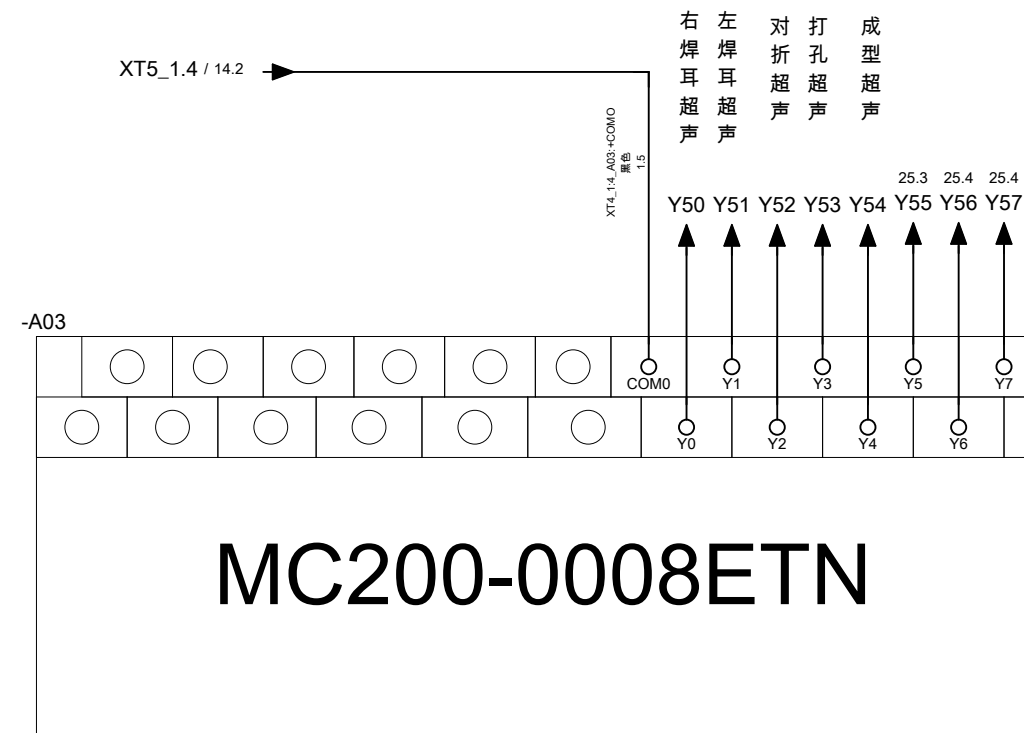 右焊耳超声
左焊耳超声
对折超声
打孔超声
成型超声
XT5_1.4 / 14.2
XT4_1:4_A03:+COMO
黑色
1.5
25.3 25.4 25.4
Y50 Y51 Y52 Y53 Y54 Y55 Y56 Y57
-A03
COM0 Y1 Y3 Y5 Y7
Y0 Y2 Y4 Y6
MC200-0008ETN